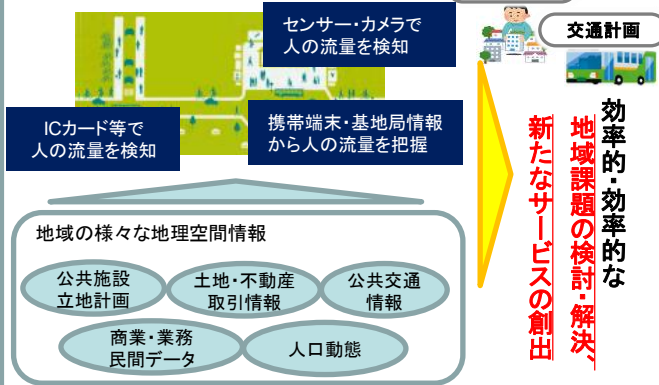 センサー・カメラで
人の流量を検知
交通計画
ICカード等で
人の流量を検知
携帯端末・基地局情報
から人の流量を把握
効率的・効率的な
地域課題の検討・解決、
新たなサービスの創出
地域の様々な地理空間情報
公共施設
立地計画
土地・不動産
取引情報
公共交通
情報
商業・業務
民間データ
人口動態